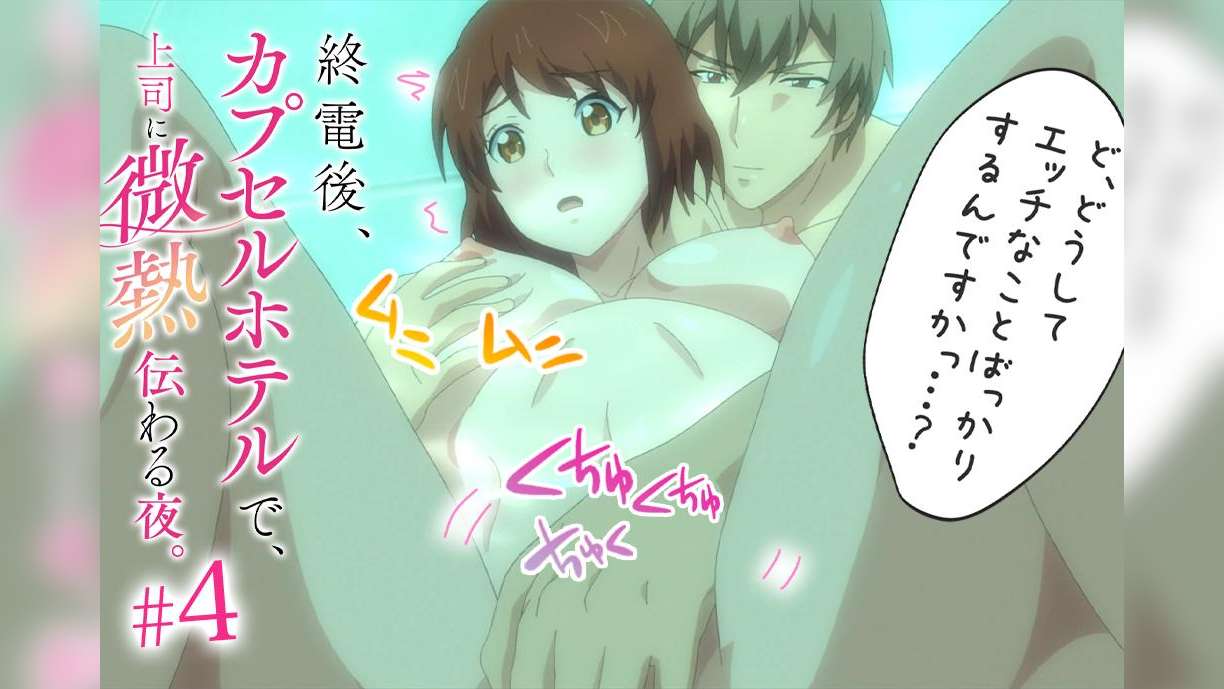 終電後、
カプセルホテルで、
上司に微熱伝わる夜。
#4
ど、どうして
エッチなことばっかり
するんですかっ…?
ムニ
ムニ
くちゅ
くちゅ
ちゅく